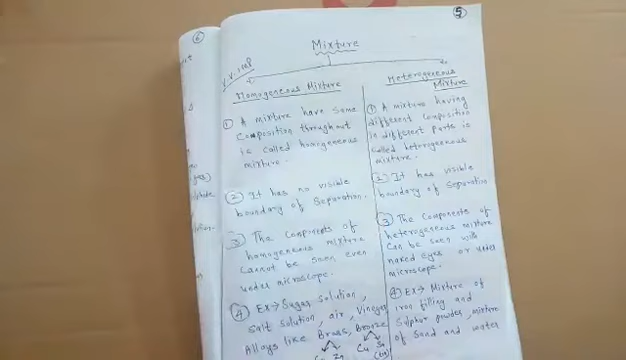 5
6
Mixture
V.V.imp
Homogeneous Mixture
① A mixture have same
composition throughout
is called homogeneous
mixture.
② It has no visible
boundary of separation.
③ The components of
homogeneous mixture
cannot be seen even
under microscope.
④ Ex→ Sugar solution,
salt solution, air, Vinegar
Alloys like Brass, Bronze
Cu Zn
Cu Sn
Heterogeneous
Mixture
① A mixture having
different composition
in different parts is
called heterogeneous
mixture.
② It has visible
boundary of separation
③ The components of
heterogeneous mixture
can be seen with
naked eyes or under
microscope.
④ Ex→ Mixture of
iron filling and
Sulphur powder, mixture
of Sand and water